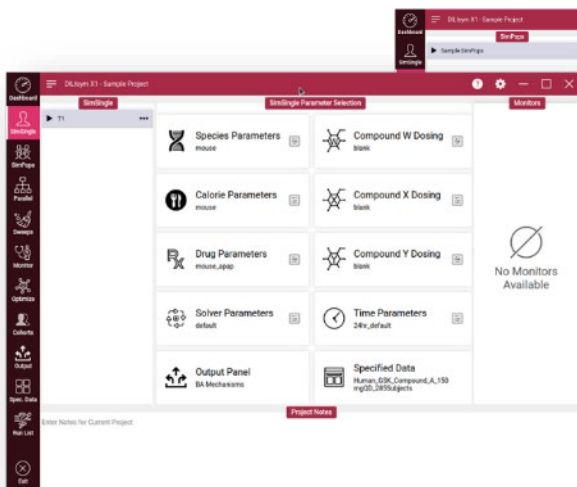 DILIsym X1 - Sample Project
SimPops
Dashboard
Sample SimPops
SimSingle
DILIsym X1 - Sample Project
Dashboard
SimSingle
SimSingle Parameter Selection
Monitors
SimSingle
T1
Species Parameters
mouse
Compound W Dosing
blank
SimPops
Parallel
Calorie Parameters
mouse
Compound X Dosing
blank
Sweeps
Monitor
Drug Parameters
mouse_apap
Compound Y Dosing
blank
No Monitors
Available
Optimize
Cohorts
Solver Parameters
default
Time Parameters
24hr_default
Output
Output Panel
BA Mechanisms
Specified Data
Human_GSK_Compound_A_150
mgQD_28SSubjects
Spec. Data
Project Notes
Run List
Enter Notes for Current Project
Exit